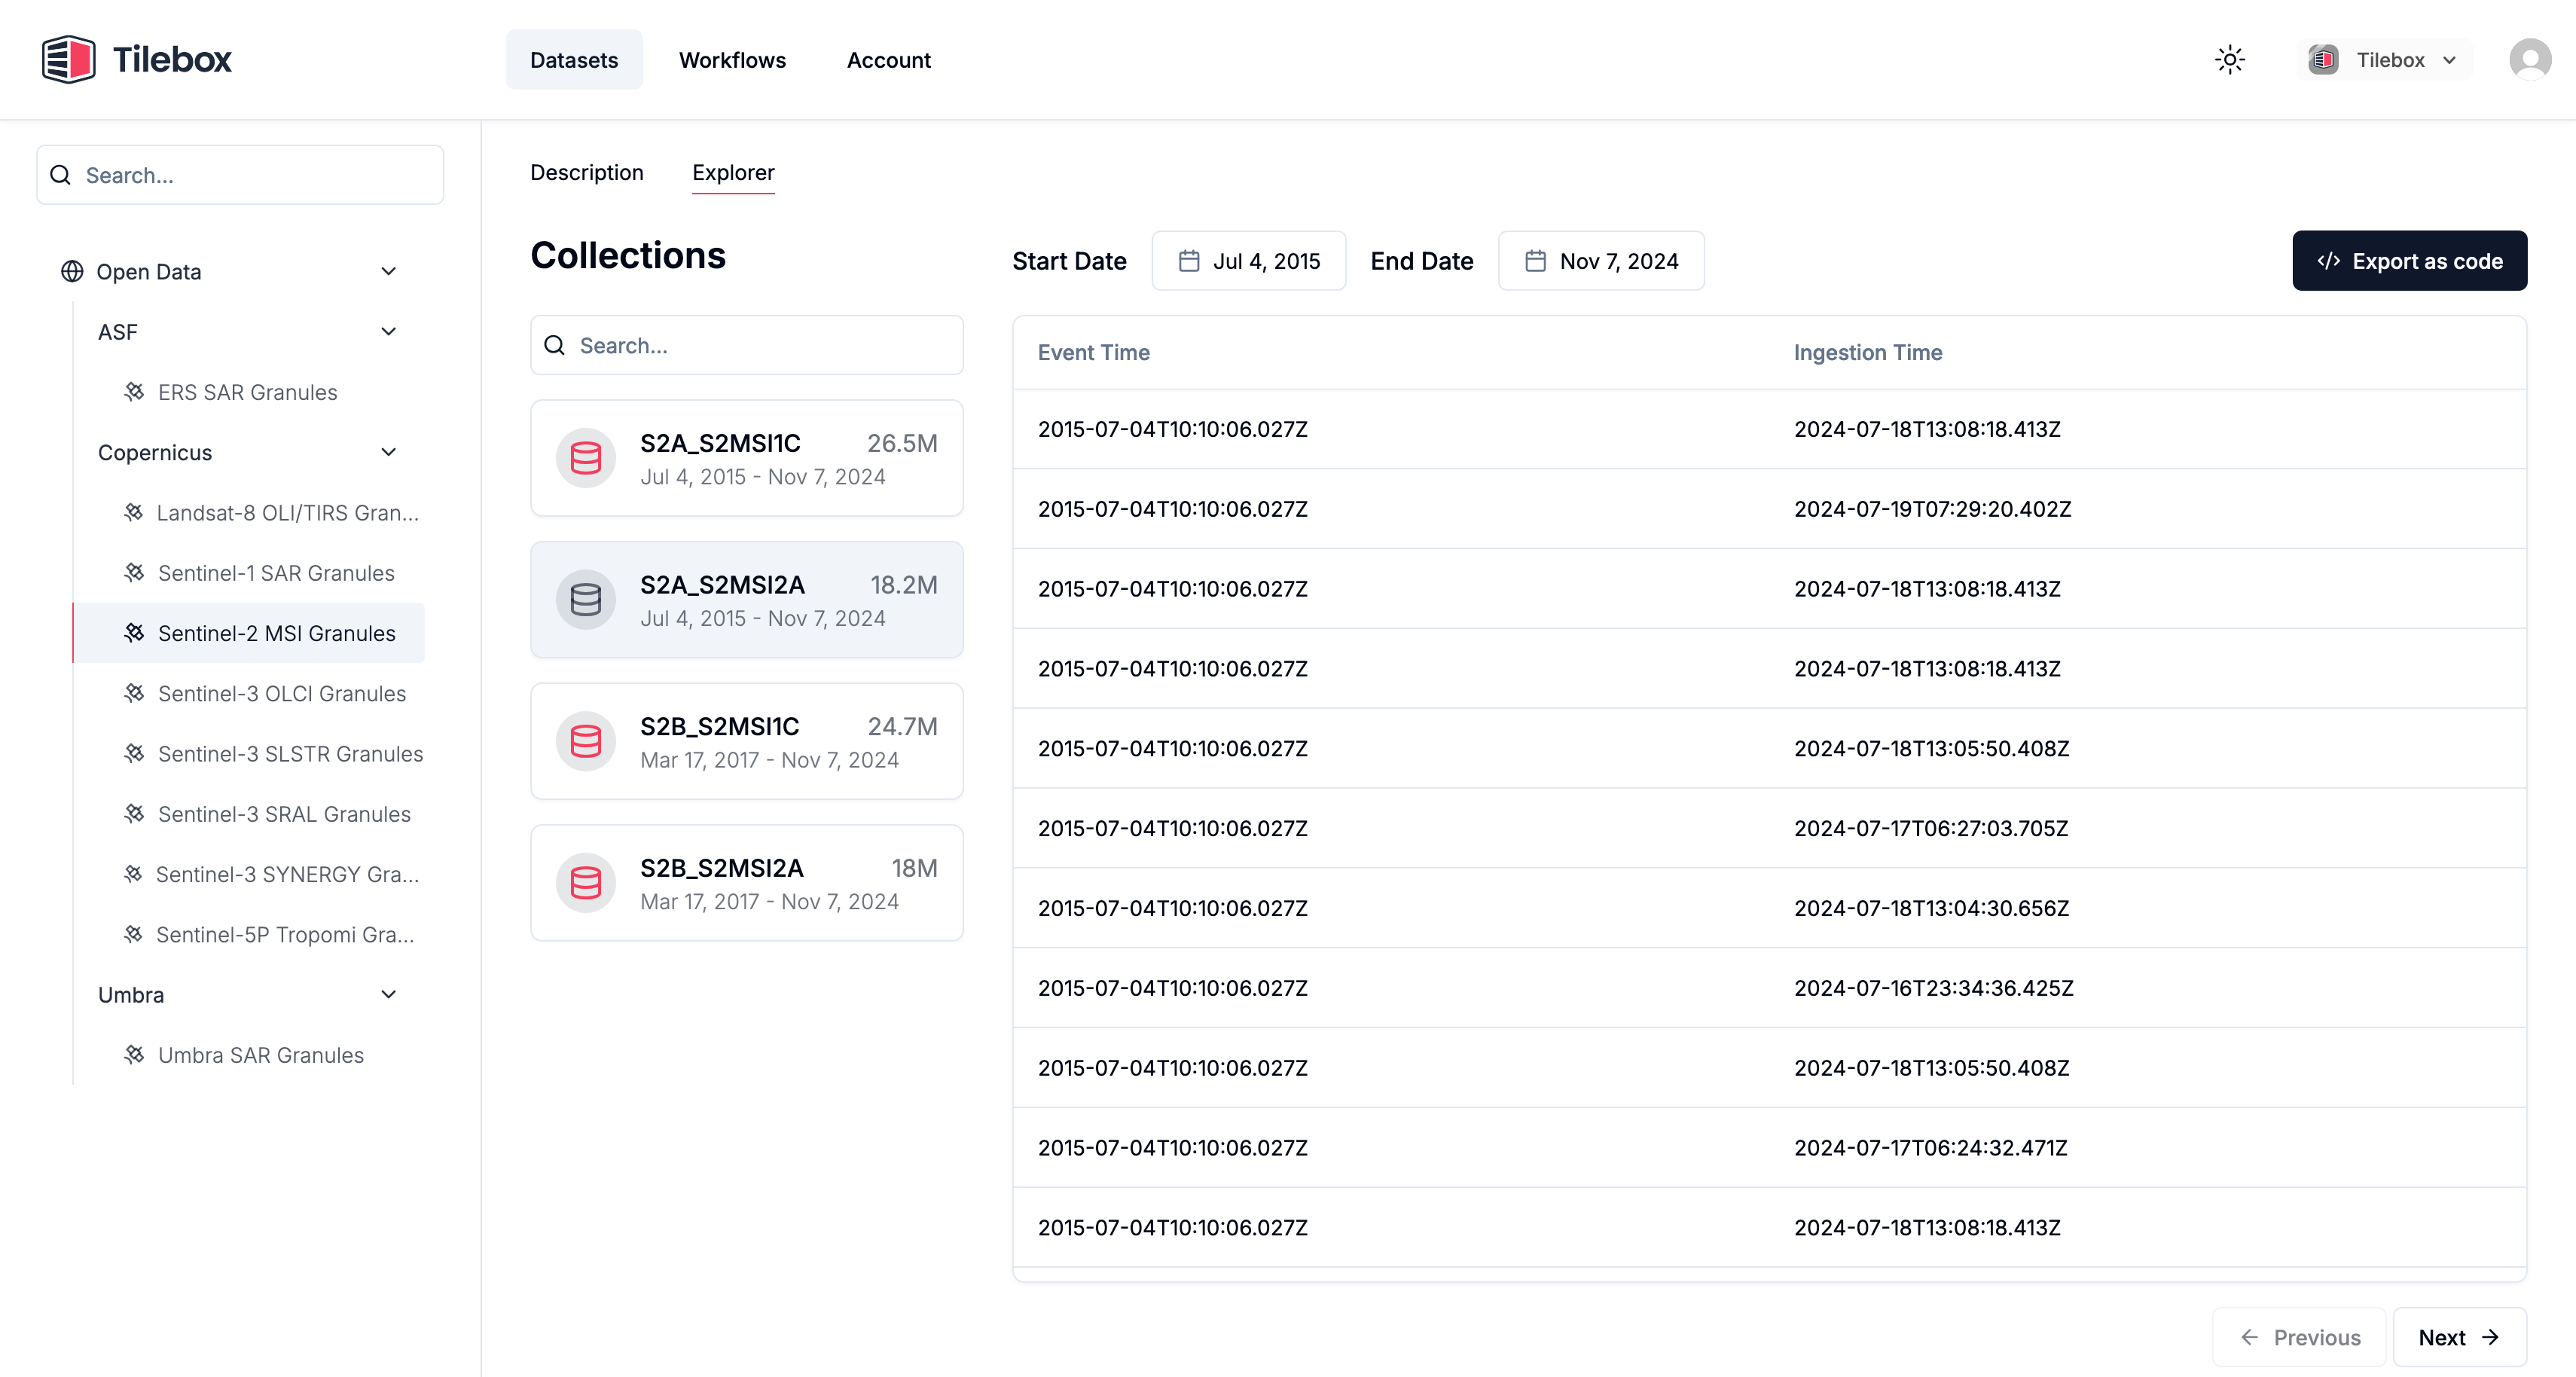 Tilebox
Datasets
Workflows
Account
Tilebox
Search...
Open Data
ASF
ERS SAR Granules
Copernicus
Landsat-8 OLI/TIRS Gran...
Sentinel-1 SAR Granules
Sentinel-2 MSI Granules
Sentinel-3 OLCI Granules
Sentinel-3 SLSTR Granules
Sentinel-3 SRAL Granules
Sentinel-3 SYNERGY Gra...
Sentinel-5P Tropomi Gra...
Umbra
Umbra SAR Granules
Description
Explorer
Collections
Search...
S2A_S2MSI1C 26.5M
Jul 4, 2015 - Nov 7, 2024
S2A_S2MSI2A 18.2M
Jul 4, 2015 - Nov 7, 2024
S2B_S2MSI1C 24.7M
Mar 17, 2017 - Nov 7, 2024
S2B_S2MSI2A 18M
Mar 17, 2017 - Nov 7, 2024
Start Date Jul 4, 2015 End Date Nov 7, 2024
</> Export as code
Event Time Ingestion Time
2015-07-04T10:10:06.027Z 2024-07-18T13:08:18.413Z
2015-07-04T10:10:06.027Z 2024-07-19T07:29:20.402Z
2015-07-04T10:10:06.027Z 2024-07-18T13:08:18.413Z
2015-07-04T10:10:06.027Z 2024-07-18T13:08:18.413Z
2015-07-04T10:10:06.027Z 2024-07-18T13:05:50.408Z
2015-07-04T10:10:06.027Z 2024-07-17T06:27:03.705Z
2015-07-04T10:10:06.027Z 2024-07-18T13:04:30.656Z
2015-07-04T10:10:06.027Z 2024-07-16T23:34:36.425Z
2015-07-04T10:10:06.027Z 2024-07-18T13:05:50.408Z
2015-07-04T10:10:06.027Z 2024-07-17T06:24:32.471Z
2015-07-04T10:10:06.027Z 2024-07-18T13:08:18.413Z
← Previous
Next →